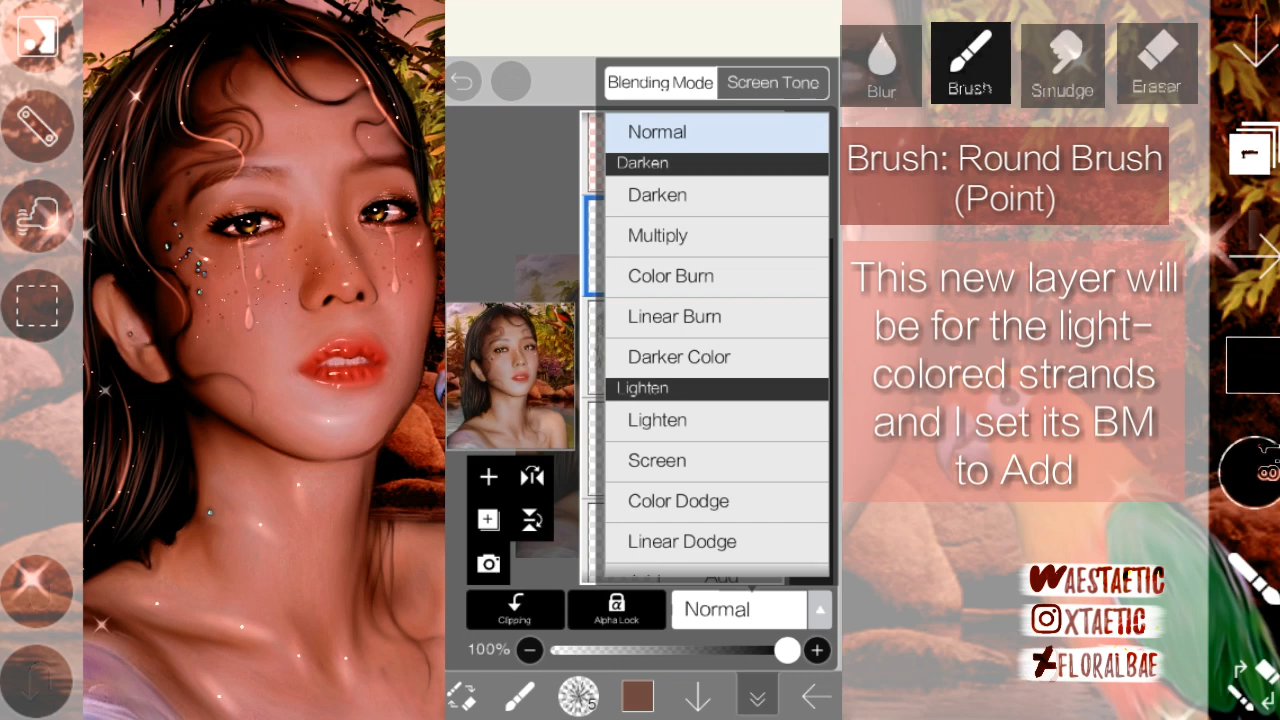 Blending Mode
Screen Tone
Normal
Darken
Darken
Multiply
Color Burn
Linear Burn
Darker Color
Lighten
Lighten
Screen
Color Dodge
Linear Dodge
Add
Clipping
α
Alpha Lock
Normal
100%
5
Blur
Brush
Smudge
Eraser
Brush: Round Brush
(Point)
This new layer will
be for the light-
colored strands
and I set its BM
to Add
WAESTAETIC
XTAETIC
FLORALBAE